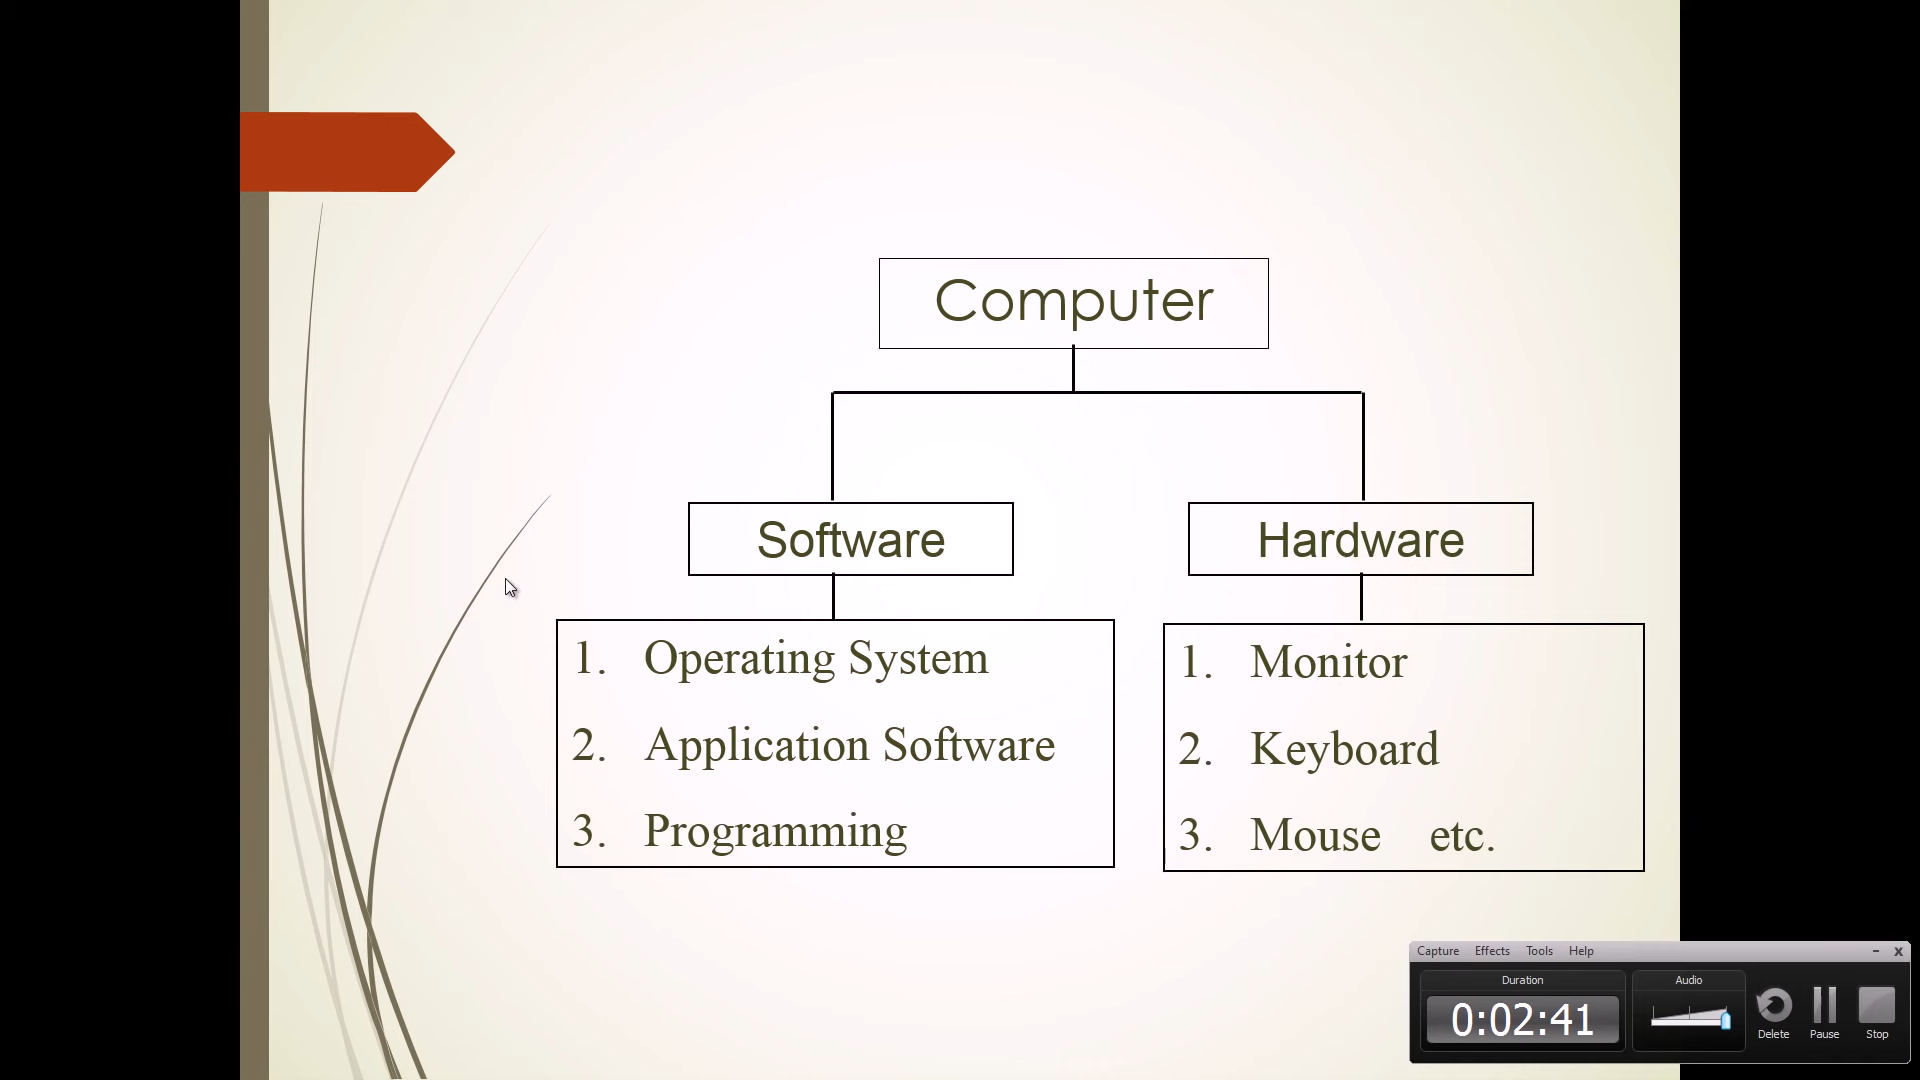 Computer
Software
Hardware
1. Operating System
2. Application Software
3. Programming
1. Monitor
2. Keyboard
3. Mouse etc.
Capture Effects Tools Help
Duration
0:02:41
Audio
Delete
Pause
Stop